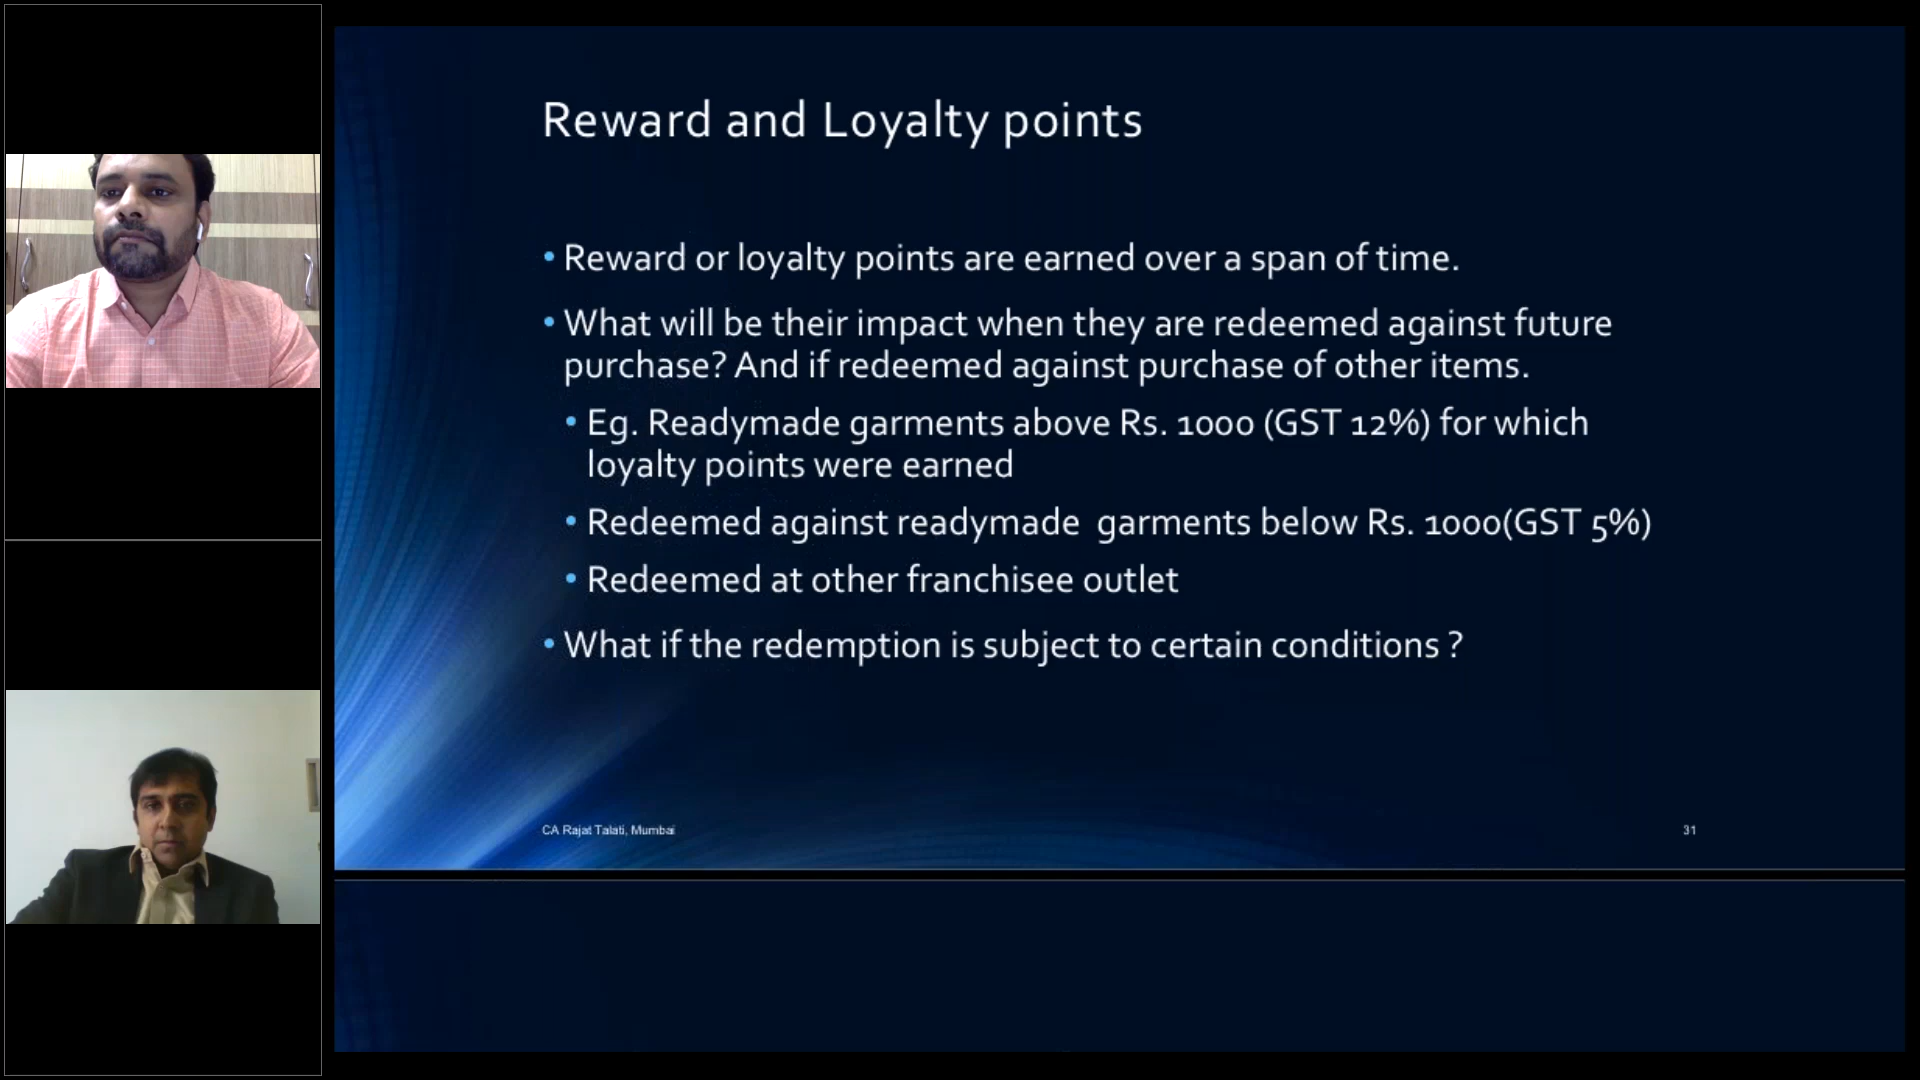 Reward and Loyalty points
• Reward or loyalty points are earned over a span of time.
• What will be their impact when they are redeemed against future
purchase? And if redeemed against purchase of other items.
• Eg. Readymade garments above Rs. 1000 (GST 12%) for which
loyalty points were earned
• Redeemed against readymade garments below Rs. 1000(GST 5%)
• Redeemed at other franchisee outlet
• What if the redemption is subject to certain conditions ?
CA Rajat Talati, Mumbai
31